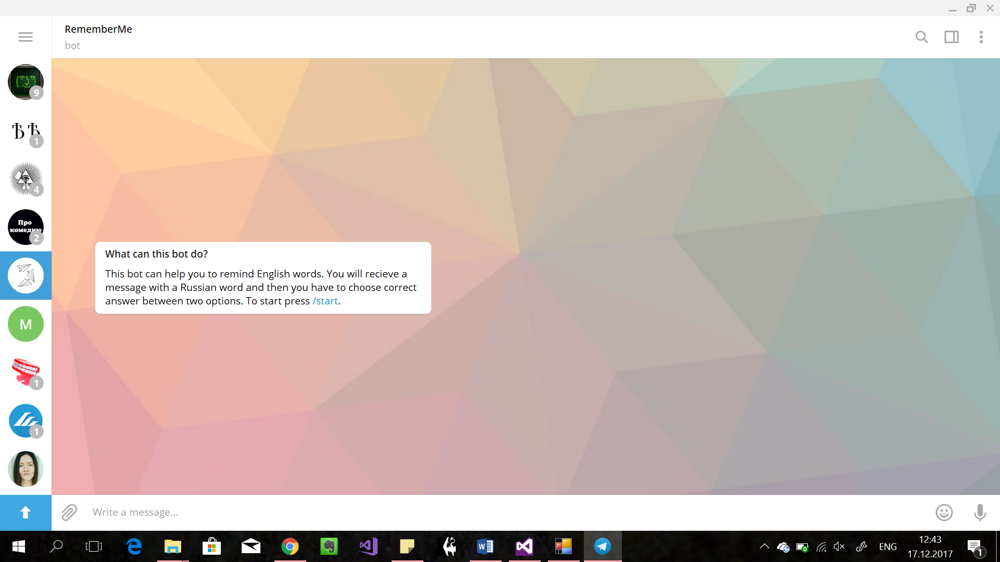 RememberMe
bot
9
ѢѢ
1
4
Про
комедию
2
What can this bot do?
This bot can help you to remind English words. You will recieve a
message with a Russian word and then you have to choose correct
answer between two options. To start press /start.
M
1
1
Write a message...
ENG
12:43
17.12.2017
1